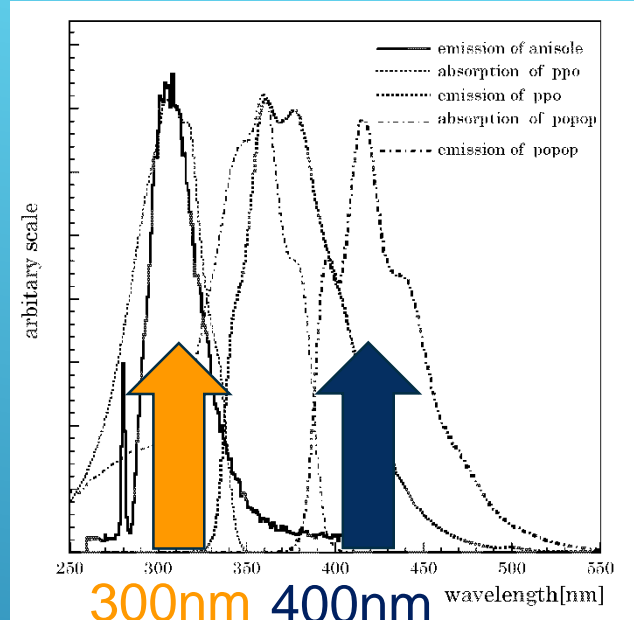 emission of anisole
absorption of ppo
emission of ppo
absorption of popop
emission of popop
arbitary scale
250 300 350 400 450 500 550
wavelength[nm]
300nm 400nm